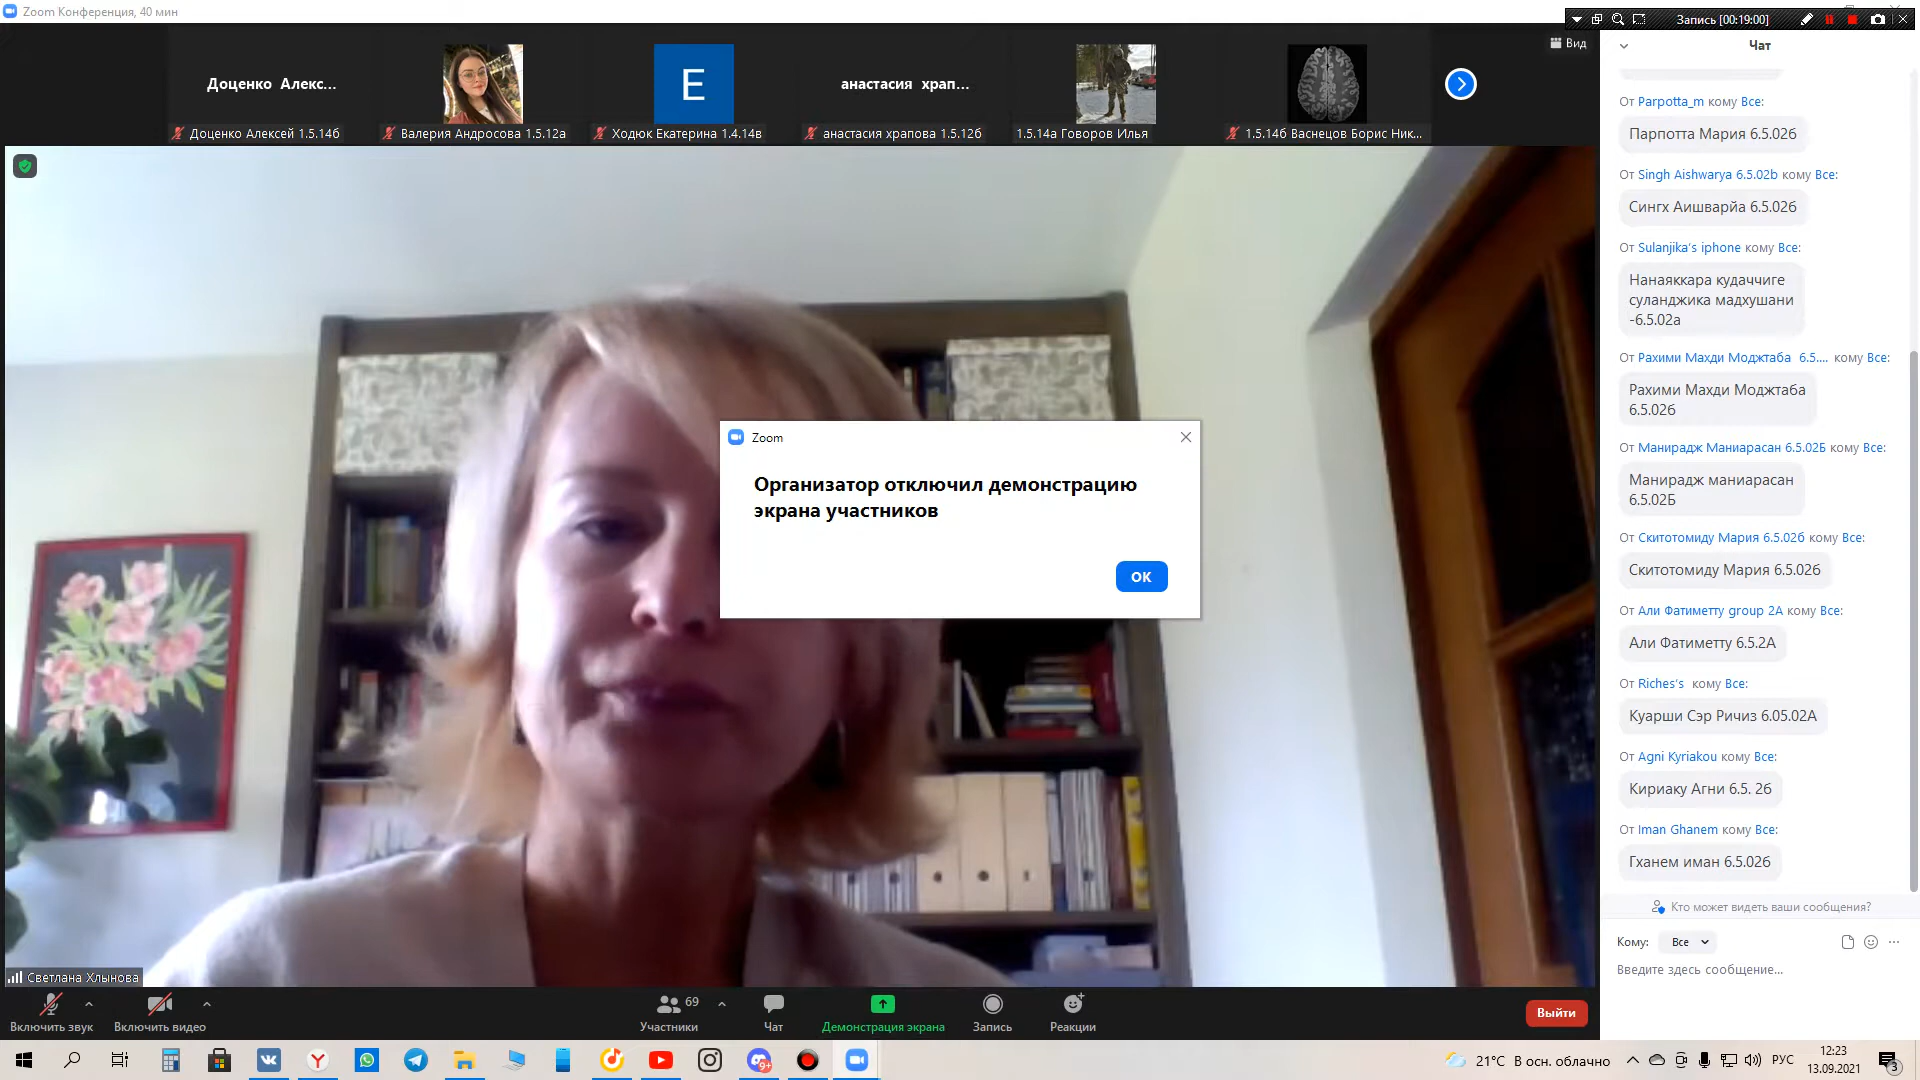 Zoom Конференция, 40 мин
Запись [00:19:00]
Вид
Доценко Алекс...
E
анастасия храп...
Доценко Алексей 1.5.14б
Валерия Андросова 1.5.12а
Ходюк Екатерина 1.4.14в
анастасия храпова 1.5.12б
1.5.14а Говоров Илья
1.5.14б Васнецов Борис Ник...
Zoom
Организатор отключил демонстрацию
экрана участников
ОК
Светлана Хлынова
Чат
От Parpotta_m кому Все:
Парпотта Мария 6.5.02б
От Singh Aishwarya 6.5.02b кому Все:
Сингх Аишварйа 6.5.02б
От Sulanjika's iphone кому Все:
Нанаяккара кудаччиге
суланджика мадхушани
-6.5.02а
От Рахими Махди Моджтаба 6.5.... кому Все:
Рахими Махди Моджтаба
6.5.02б
От Манирадж Маниарасан 6.5.02Б кому Все:
Манирадж маниарасан
6.5.02Б
От Скитотомиду Мария 6.5.02б кому Все:
Скитотомиду Мария 6.5.02б
От Али Фатиметту group 2A кому Все:
Али Фатиметту 6.5.2А
От Riches's кому Все:
Куарши Сэр Ричиз 6.05.02А
От Agni Kyriakou кому Все:
Кириаку Агни 6.5. 2б
От Iman Ghanem кому Все:
Гханем иман 6.5.02б
Кто может видеть ваши сообщения?
Кому: Все
Введите здесь сообщение...
Включить звук
Включить видео
69
Участники
Чат
Демонстрация экрана
Запись
Реакции
Выйти
9+
21°C В осн. облачно
РУС
12:23
13.09.2021
3